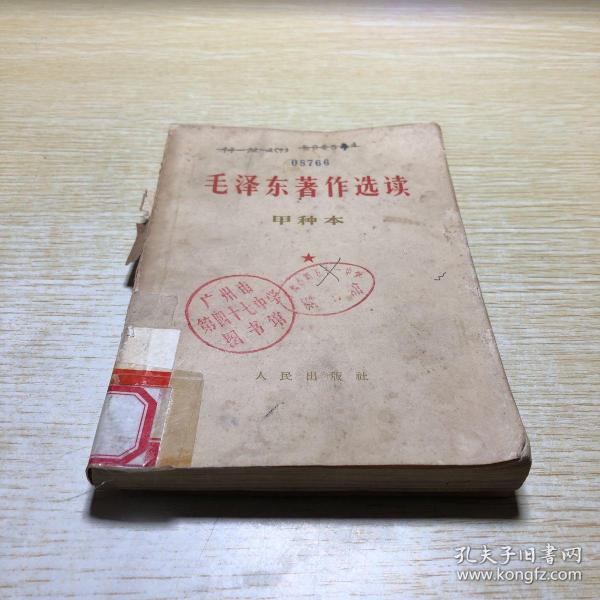 08766
毛泽东著作选读
甲种本
广州市
第四十七中学
图书馆
人民出版社
孔夫子旧书网
www.kongfz.com